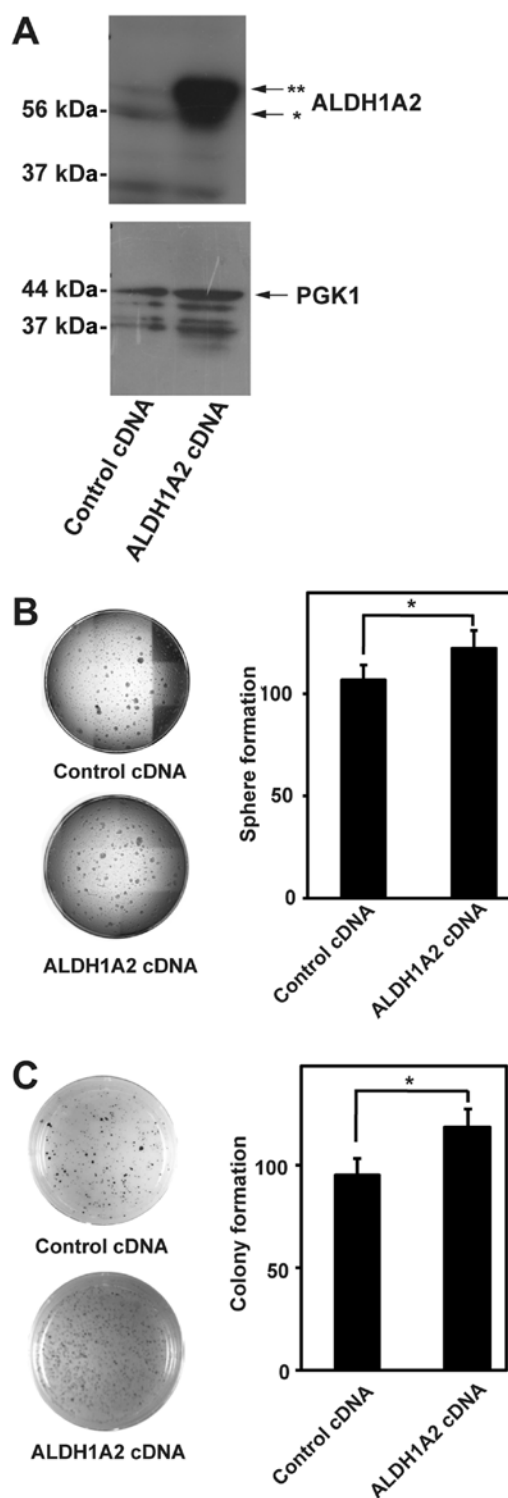 A
56 kDa-
37 kDa-
**
*
ALDH1A2
44 kDa-
37 kDa-
PGK1
Control cDNA
ALDH1A2 cDNA
B
Control cDNA
ALDH1A2 cDNA
Sphere formation
100
50
0
*
Control cDNA
ALDH1A2 cDNA
C
Control cDNA
ALDH1A2 cDNA
Colony formation
100
50
0
*
Control cDNA
ALDH1A2 cDNA